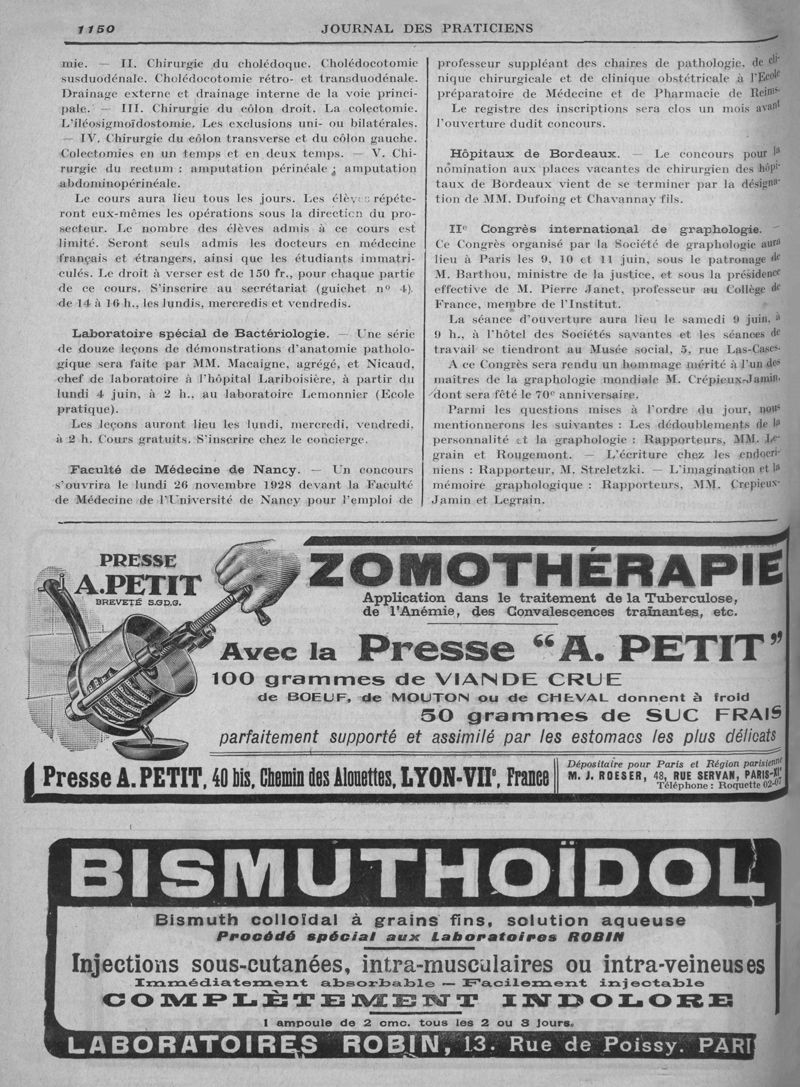 1150
JOURNAL DES PRATICIENS
mie. — II. Chirurgie du cholédoque. Cholédocotomie
susduodénale. Cholédocotomie rétro- et transduodénale.
Drainage externe et drainage interne de la voie princi-
pale. — III. Chirurgie du côlon droit. La colectomie.
L'iléosigmoïdostomie. Les exclusions uni- ou bilatérales.
— IV. Chirurgie du côlon transverse et du côlon gauche.
Colectomies en un temps et en deux temps. — V. Chi-
rurgie du rectum : amputation périnéale ; amputation
abdominopérinéale.
Le cours aura lieu tous les jours. Les élèves répéte-
ront eux-mêmes les opérations sous la direction du pro-
secteur. Le nombre des élèves admis à ce cours est
limité. Seront seuls admis les docteurs en médecine
français et étrangers, ainsi que les étudiants immatri-
culés. Le droit à verser est de 150 fr., pour chaque partie
de ce cours. S'inscrire au secrétariat (guichet nº 4),
de 14 à 16 h., les lundis, mercredis et vendredis.
Laboratoire spécial de Bactériologie. — Une série
de douze leçons de démonstrations d'anatomie patholo-
gique sera faite par MM. Macaigne, agrégé, et Nicaud,
chef de laboratoire à l'hôpital Lariboisière, à partir du
lundi 4 juin, à 2 h., au laboratoire Lemonnier (Ecole
pratique).
Les leçons auront lieu les lundi, mercredi, vendredi,
à 2 h. Cours gratuits. S'inscrire chez le concierge.
Faculté de Médecine de Nancy. — Un concours
s'ouvrira le lundi 26 novembre 1928 devant la Faculté
de Médecine de l'Université de Nancy pour l'emploi de
professeur suppléant des chaires de pathologie, de cli-
nique chirurgicale et de clinique obstétricale à l'Ecole
préparatoire de Médecine et de Pharmacie de Reims.
Le registre des inscriptions sera clos un mois avant
l'ouverture dudit concours.
Hôpitaux de Bordeaux. — Le concours pour la
nomination aux places vacantes de chirurgien des hôpi-
taux de Bordeaux vient de se terminer par la désigna-
tion de MM. Dufoing et Chavannay fils.
IIe Congrès international de graphologie. —
Ce Congrès organisé par la Société de graphologie aura
lieu à Paris les 9, 10 et 11 juin, sous le patronage de
M. Barthou, ministre de la justice, et sous la présidence
effective de M. Pierre Janet, professeur au Collège de
France, membre de l'Institut.
La séance d'ouverture aura lieu le samedi 9 juin, à
9 h., à l'hôtel des Sociétés savantes et les séances de
travail se tiendront au Musée social, 5, rue Las-Cases.
A ce Congrès sera rendu un hommage mérité à l'un des
maîtres de la graphologie mondiale M. Crépieux-Jamin,
dont sera fêté le 70e anniversaire.
Parmi les questions mises à l'ordre du jour, nous
mentionnerons les suivantes : Les dédoublements de la
personnalité et la graphologie : Rapporteurs, MM. Le-
grain et Rougemont. — L'écriture chez les endocri-
niens : Rapporteur, M. Streletzki. — L'imagination et la
mémoire graphologique : Rapporteurs, MM. Crepieux-
Jamin et Legrain.
PRESSE
A. PETIT
BREVETÉ S.G.D.G.
ZOMOTHÉRAPIE
Application dans le traitement de la Tuberculose,
de l'Anémie, des Convalescences traînantes, etc.
Avec la Presse "A. PETIT"
100 grammes de VIANDE CRUE
de BOEUF, de MOUTON ou de CHEVAL donnent à froid
50 grammes de SUC FRAIS
parfaitement supporté et assimilé par les estomacs les plus délicats
Presse A. PETIT, 40 bis, Chemin des Alouettes, LYON-VIIe, France
Dépositaire pour Paris et Région parisienne
M. J. ROESER, 48, RUE SERVAN, PARIS-XIe
Téléphone : Roquette 02-07
BISMUTHOÏDOL
Bismuth colloïdal à grains fins, solution aqueuse
Procédé spécial aux Laboratoires ROBIN
Injections sous-cutanées, intra-musculaires ou intra-veineuses
Immédiatement absorbable — Facilement injectable
COMPLÈTEMENT INDOLORE
1 ampoule de 2 cmc. tous les 2 ou 3 jours.
LABORATOIRES ROBIN, 13, Rue de Poissy. PARI